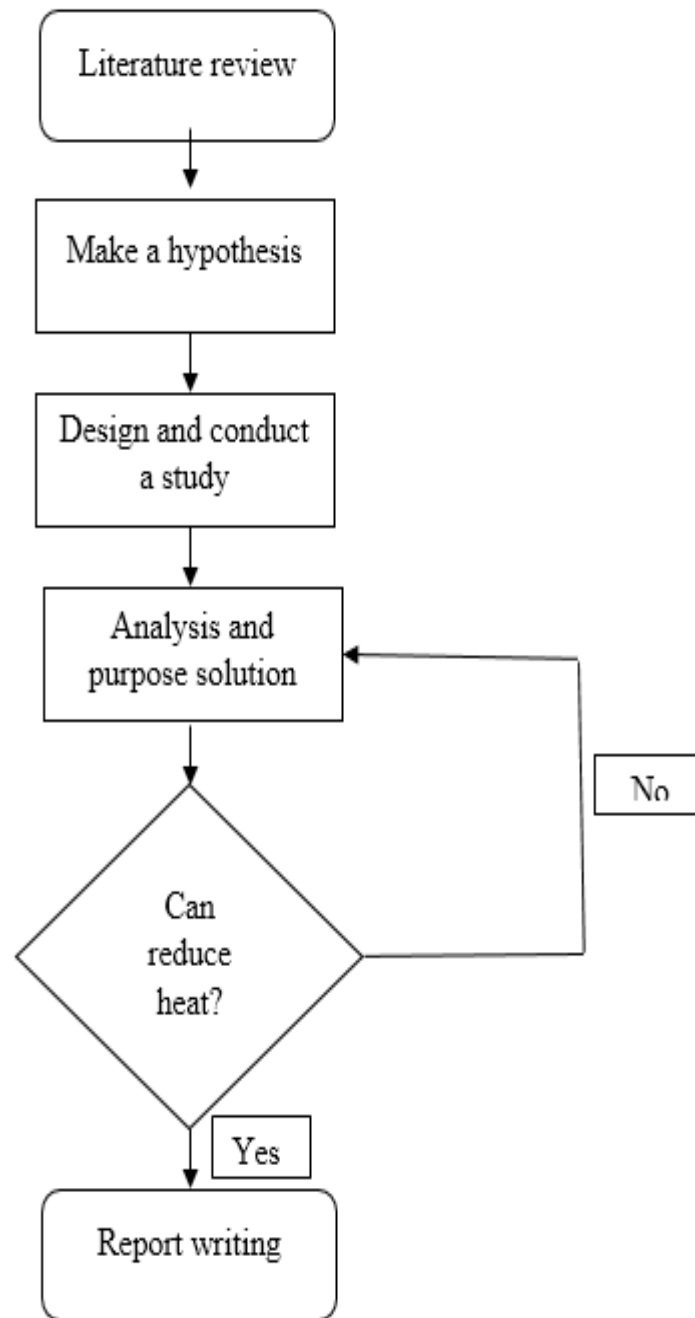 Literature review
Make a hypothesis
Design and conduct
a study
Analysis and
purpose solution
No
Can
reduce
heat?
Yes
Report writing